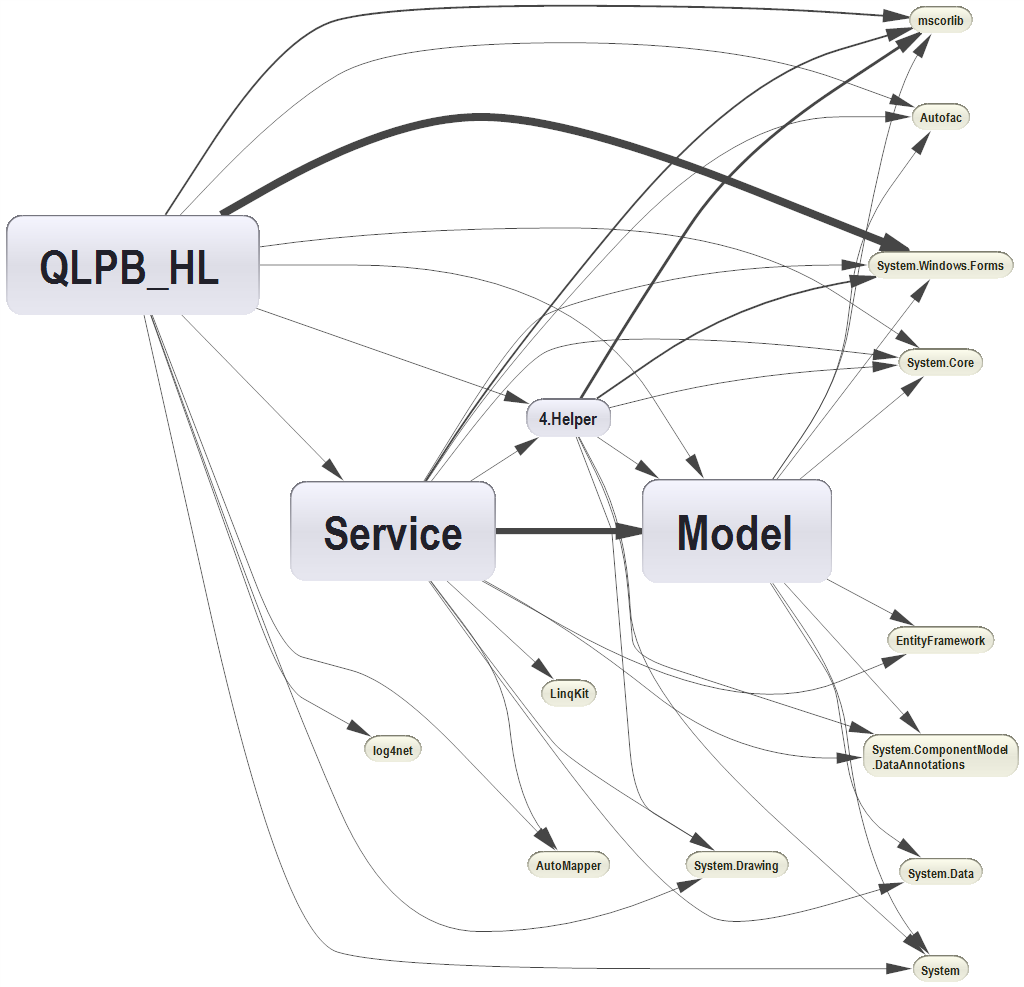 mscorlib
Autofac
QLPB_HL
System.Windows.Forms
System.Core
4.Helper
Service
Model
EntityFramework
LinqKit
log4net
System.ComponentModel
.DataAnnotations
AutoMapper
System.Drawing
System.Data
System